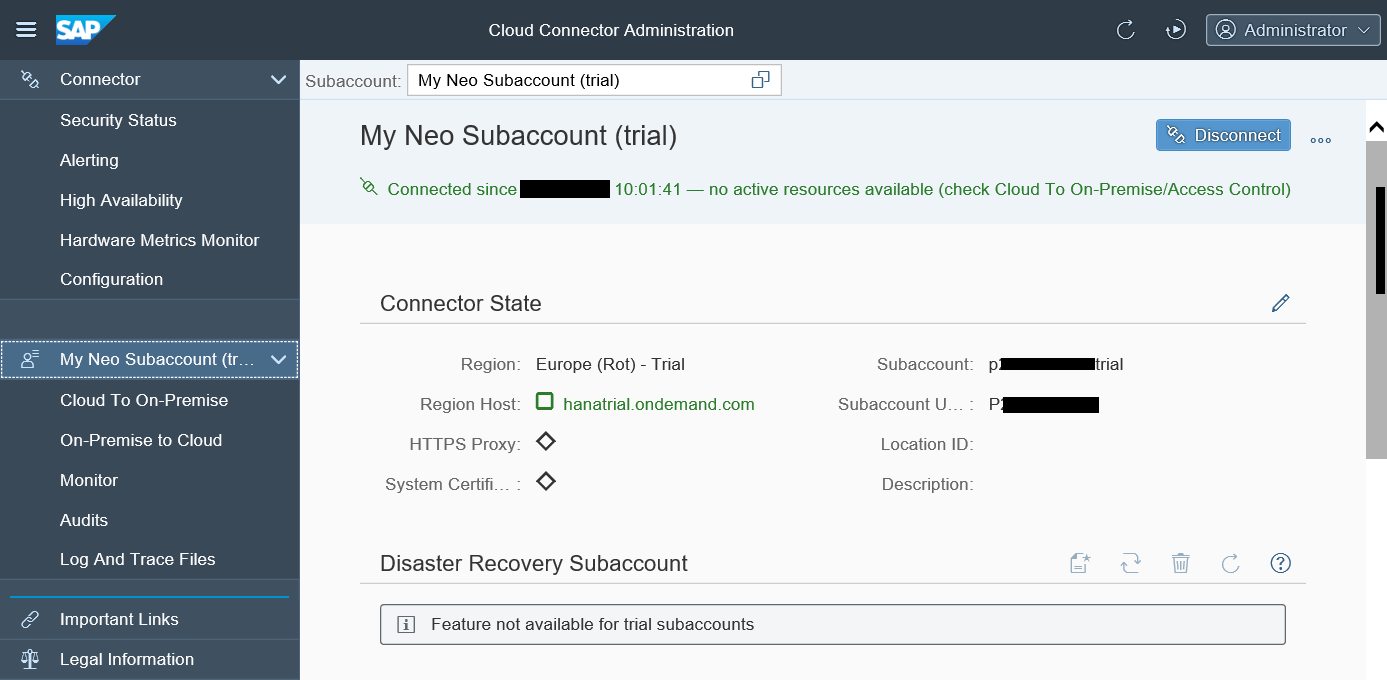 SAP
Cloud Connector Administration
Administrator
Connector
Security Status
Alerting
High Availability
Hardware Metrics Monitor
Configuration
My Neo Subaccount (tr...
Cloud To On-Premise
On-Premise to Cloud
Monitor
Audits
Log And Trace Files
Important Links
Legal Information
Subaccount: My Neo Subaccount (trial)
My Neo Subaccount (trial)
Disconnect
Connected since 10:01:41 — no active resources available (check Cloud To On-Premise/Access Control)
Connector State
Region: Europe (Rot) - Trial
Region Host: hanatrial.ondemand.com
HTTPS Proxy:
System Certifi... :
Subaccount: p trial
Subaccount U... : P
Location ID:
Description:
Disaster Recovery Subaccount
Feature not available for trial subaccounts